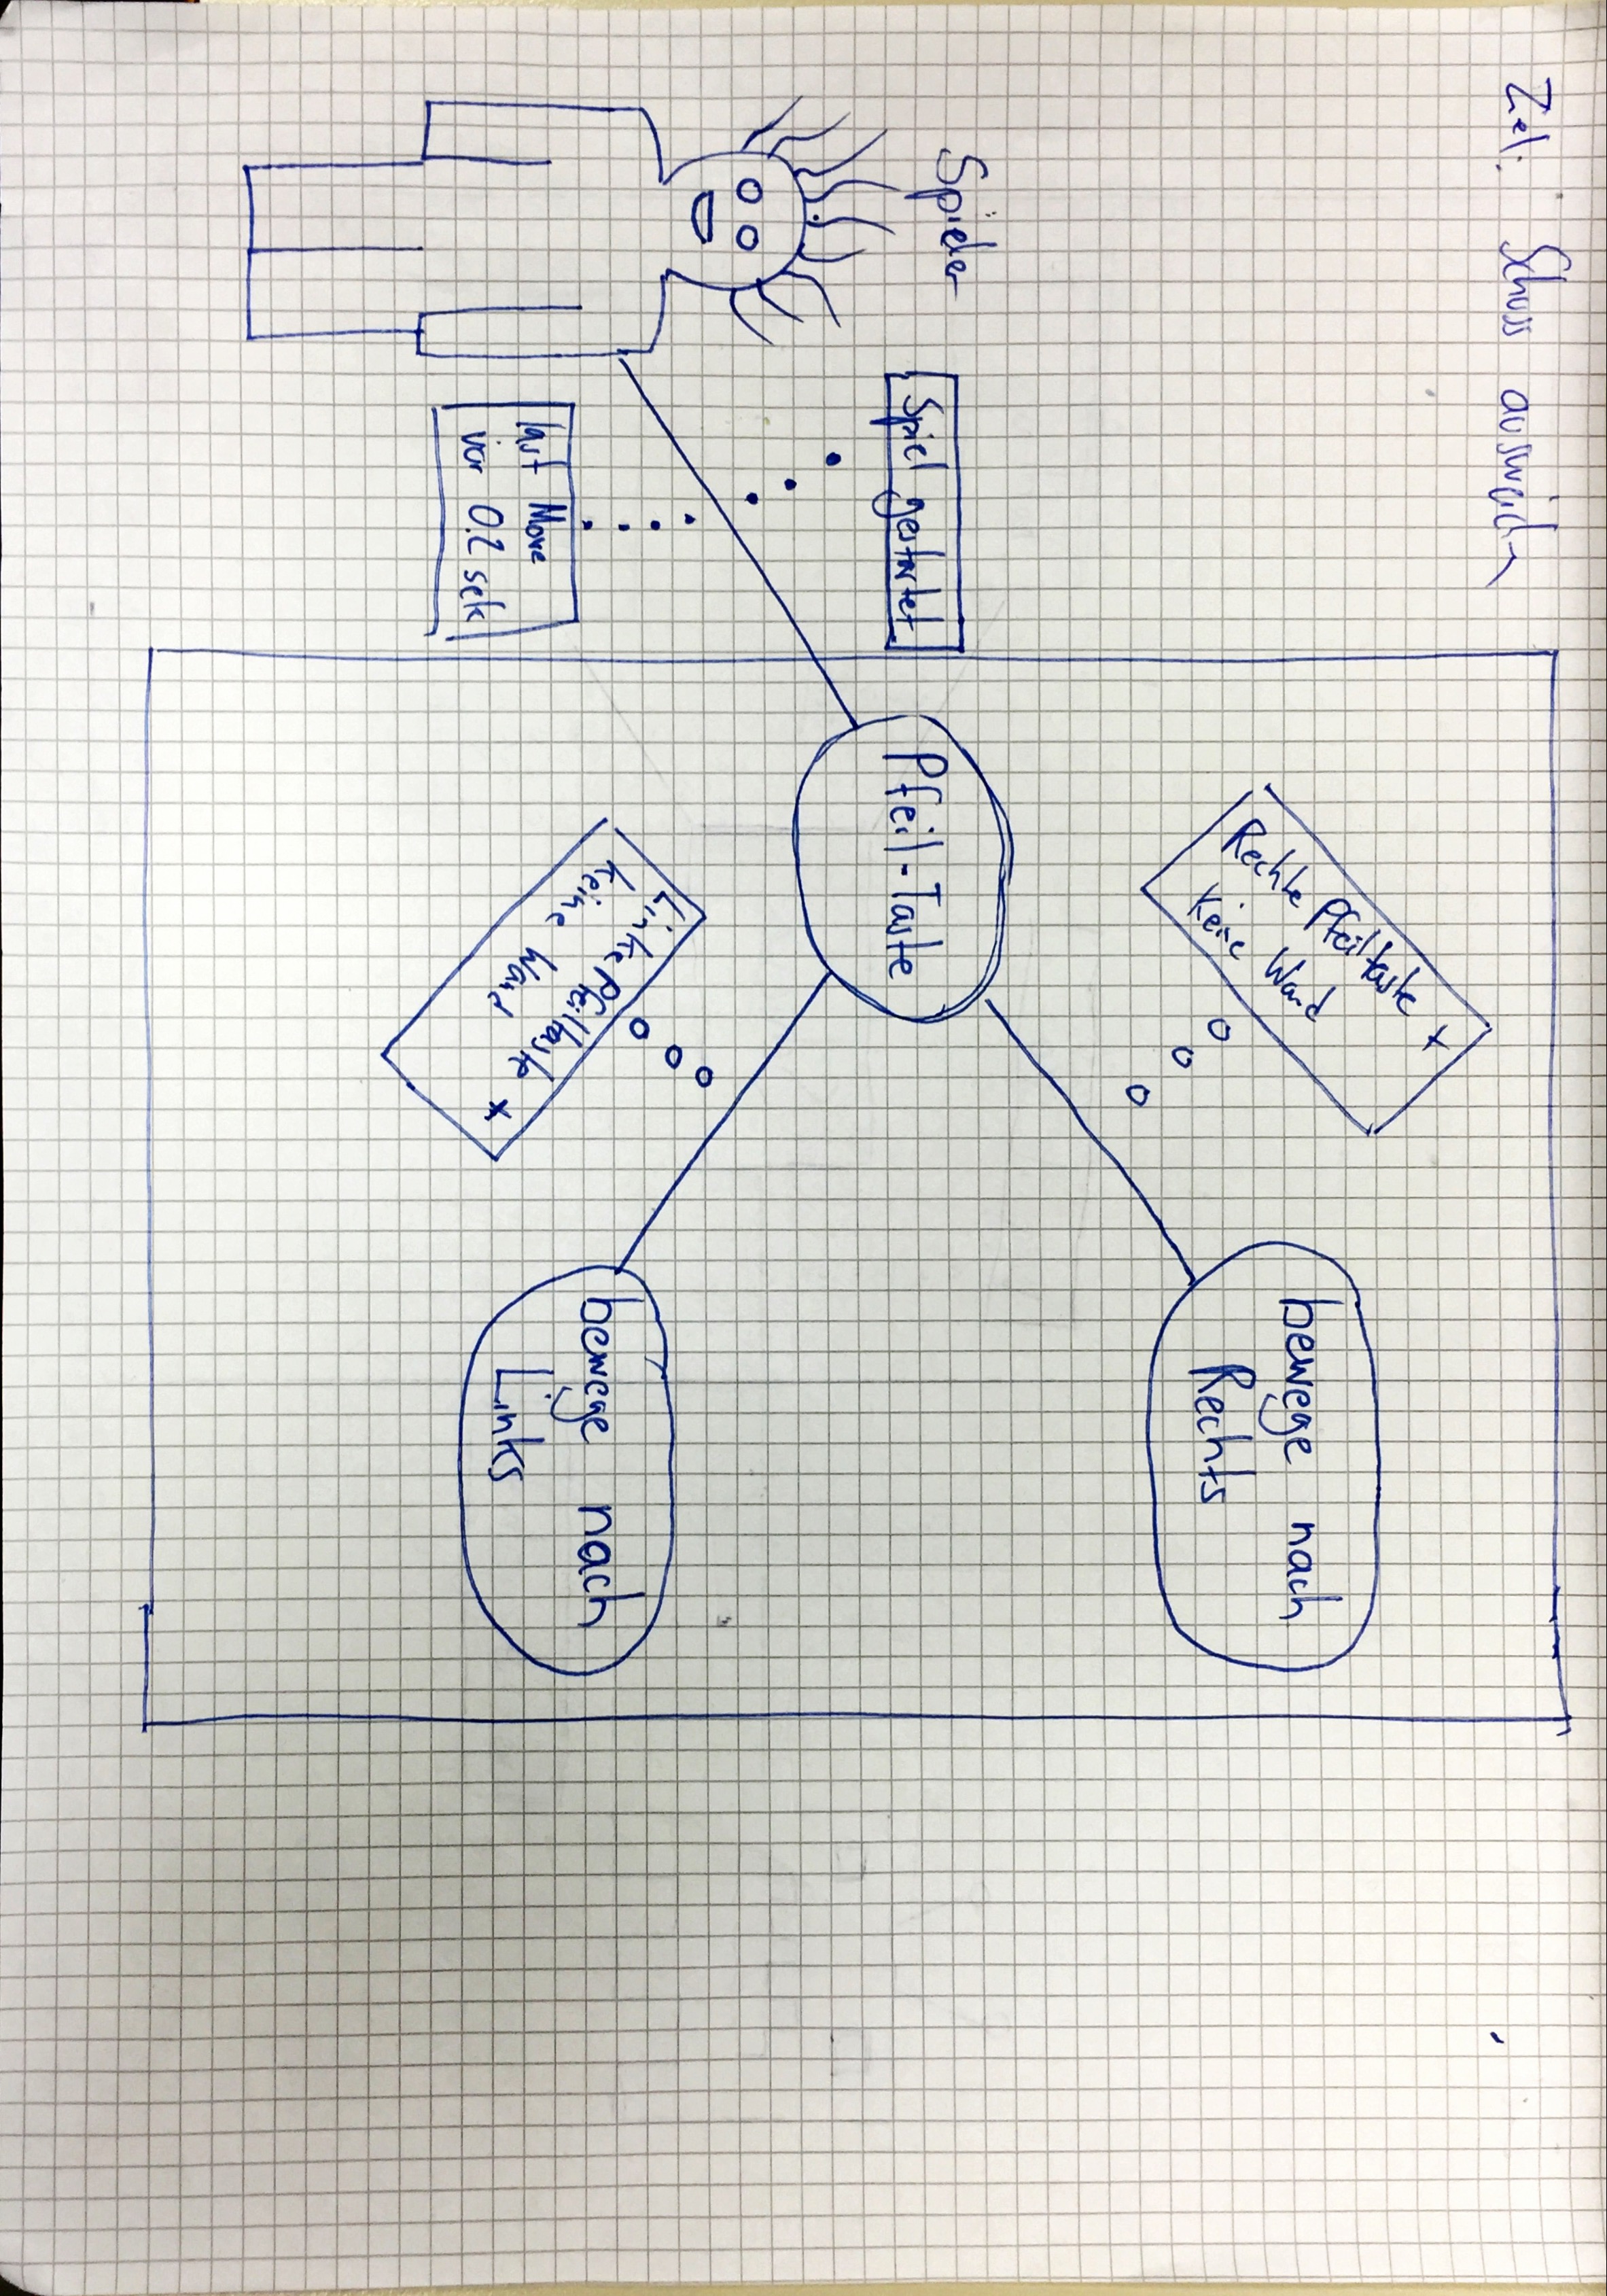 Ziel: Schuss ausweichen
Rechte Pfeiltaste +
Keine Wand
bewege nach
Rechts
Spieler
Spiel gestartet
Pfeil-Taste
last Move
vor 0.2 sek
Linke Pfeiltaste +
Keine Wand
bewege nach
Links